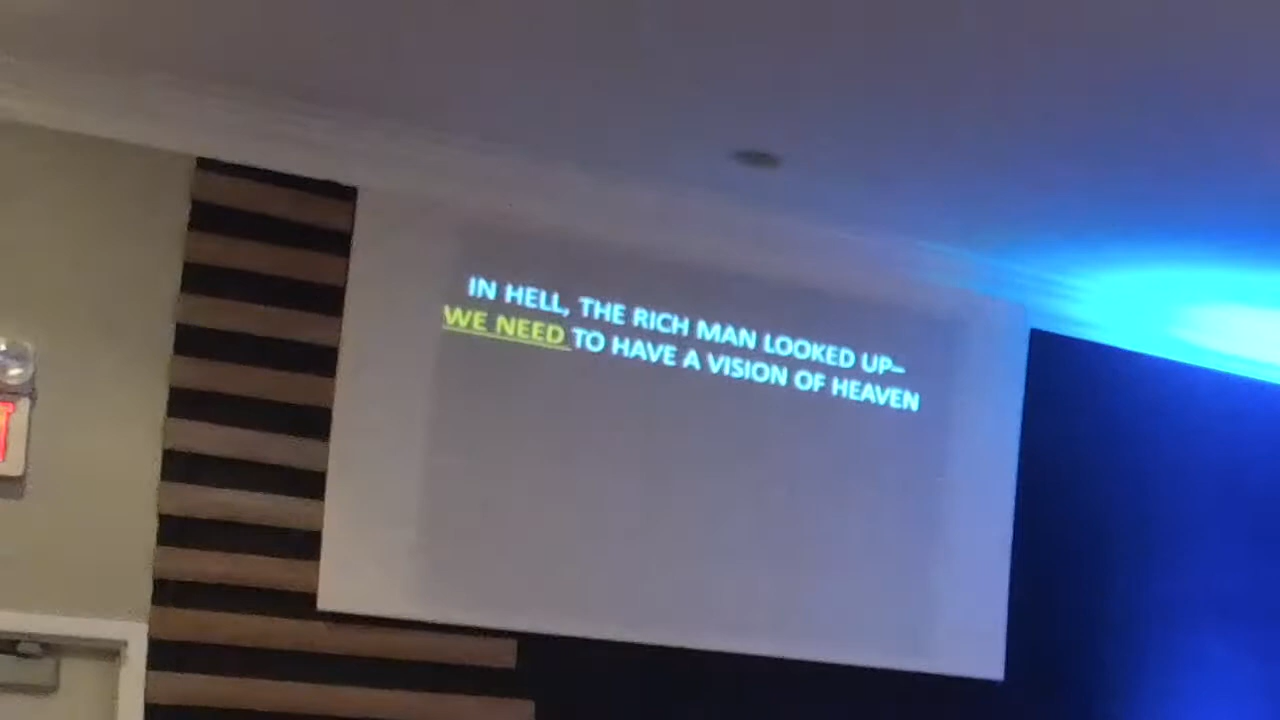 IN HELL, THE RICH MAN LOOKED UP–
WE NEED TO HAVE A VISION OF HEAVEN